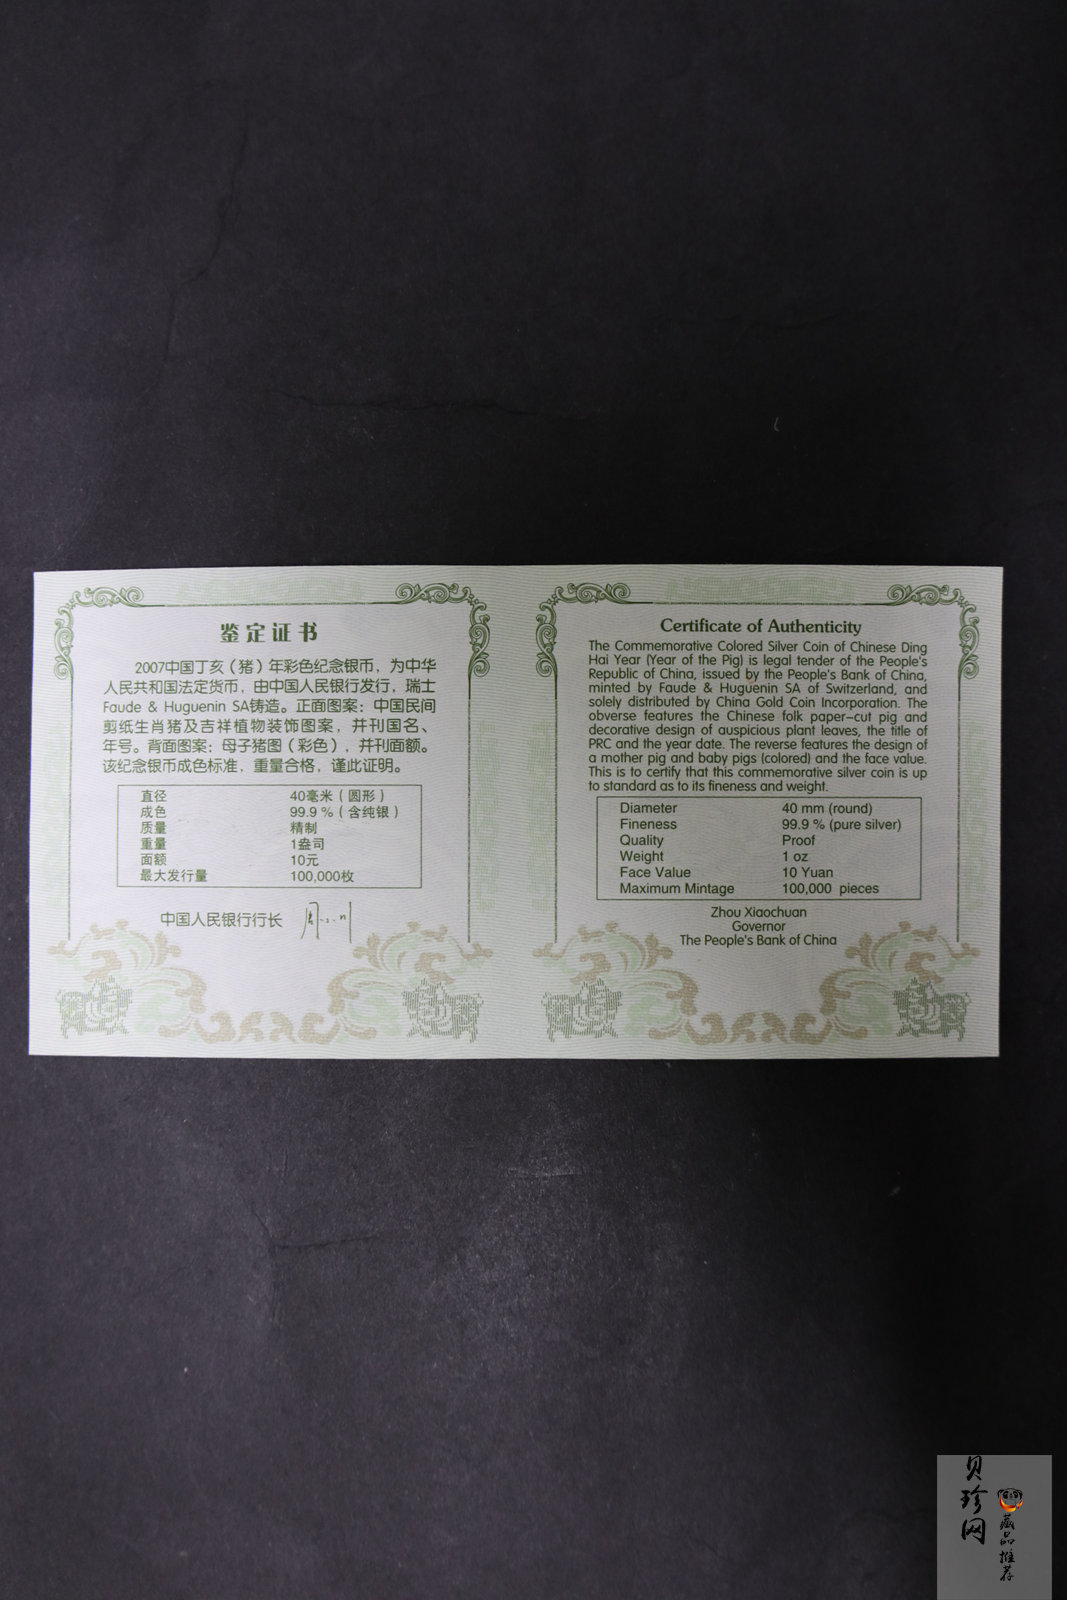 鉴定证书
2007中国丁亥（猪）年彩色纪念银币，为中华
人民共和国法定货币，由中国人民银行发行，瑞士
Faude & Huguenin SA铸造。正面图案：中国民间
剪纸生肖猪及吉祥植物装饰图案，并刊国名、
年号。背面图案：母子猪图（彩色），并刊面额。
该纪念银币成色标准，重量合格，谨此证明。
直径 40毫米（圆形）
成色 99.9%（含纯银）
质量 精制
重量 1盎司
面额 10元
最大发行量 100,000枚
中国人民银行行长
Certificate of Authenticity
The Commemorative Colored Silver Coin of Chinese Ding
Hai Year (Year of the Pig) is legal tender of the People's
Republic of China, issued by the People's Bank of China,
minted by Faude & Huguenin SA of Switzerland, and
solely distributed by China Gold Coin Incorporation. The
obverse features the Chinese folk paper-cut pig and
decorative design of auspicious plant leaves, the title of
PRC and the year date. The reverse features the design of
a mother pig and baby pigs (colored) and the face value.
This is to certify that this commemorative silver coin is up
to standard as to its fineness and weight.
Diameter 40 mm (round)
Fineness 99.9 % (pure silver)
Quality Proof
Weight 1 oz
Face Value 10 Yuan
Maximum Mintage 100,000 pieces
Zhou Xiaochuan
Governor
The People's Bank of China
贝珍网
藏品推荐